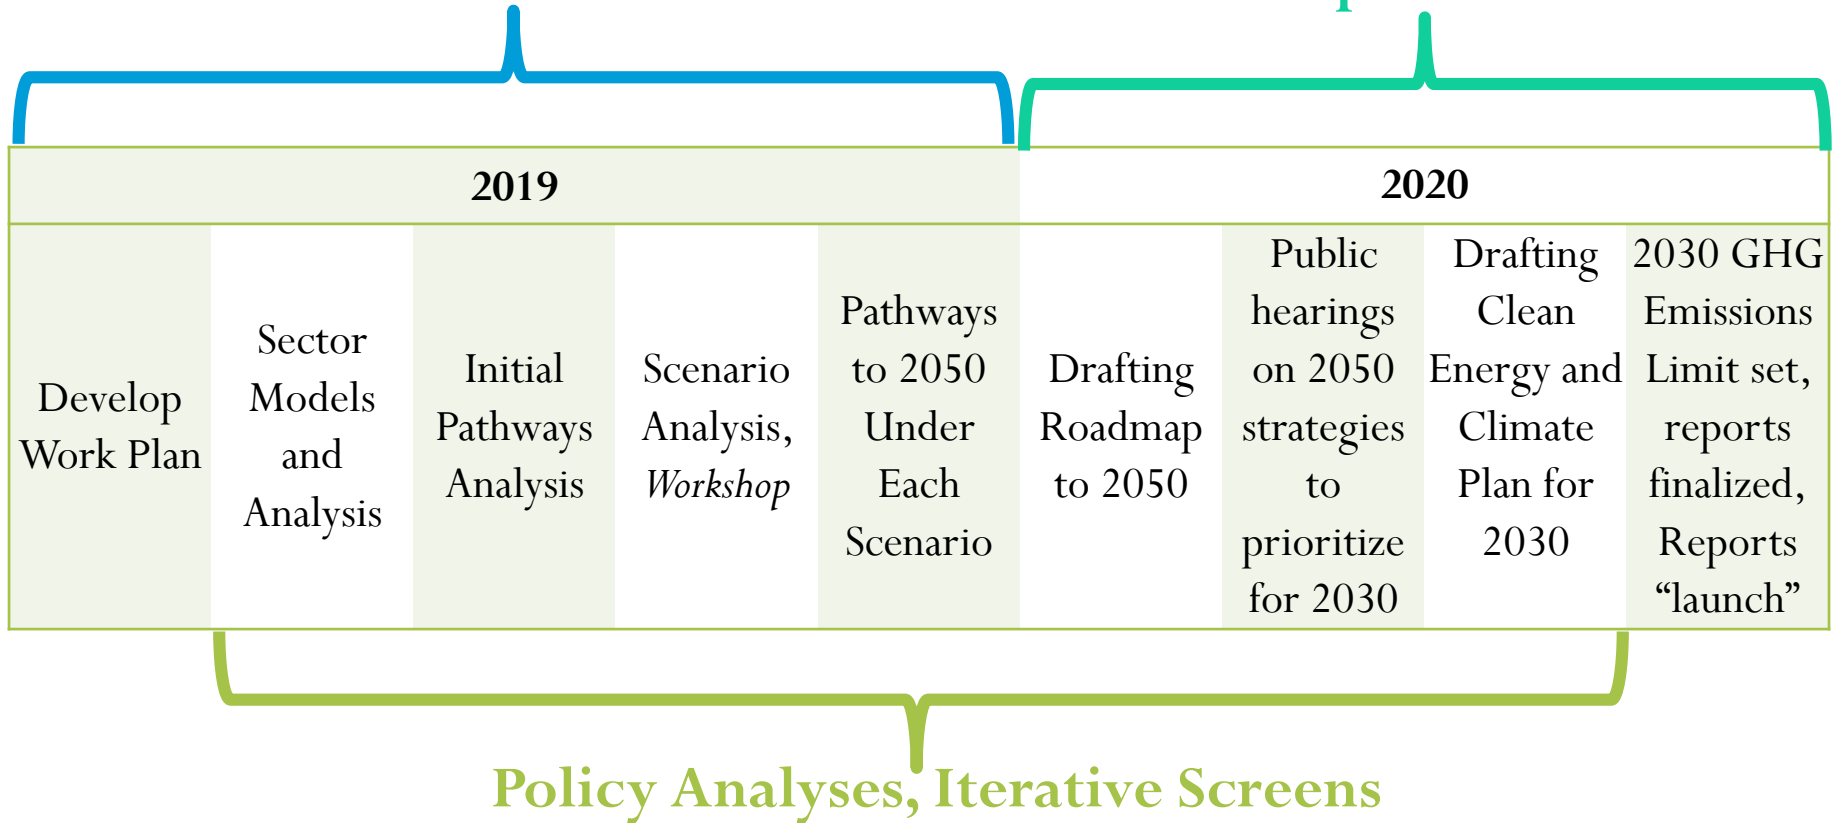 2019
2020
Develop
Work Plan
Sector
Models
and
Analysis
Initial
Pathways
Analysis
Scenario
Analysis,
Workshop
Pathways
to 2050
Under
Each
Scenario
Drafting
Roadmap
to 2050
Public
hearings
on 2050
strategies
to
prioritize
for 2030
Drafting
Clean
Energy and
Climate
Plan for
2030
2030 GHG
Emissions
Limit set,
reports
finalized,
Reports
“launch”
Policy Analyses, Iterative Screens